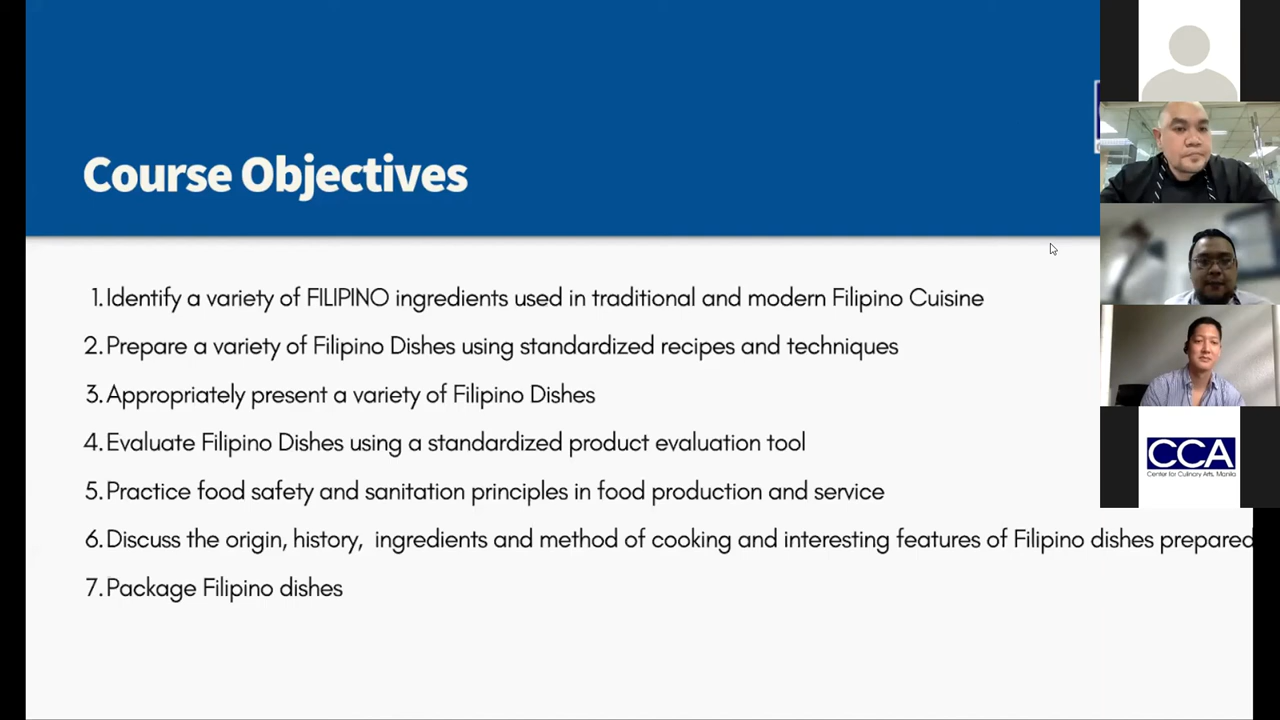 Course Objectives
1. Identify a variety of FILIPINO ingredients used in traditional and modern Filipino Cuisine
2. Prepare a variety of Filipino Dishes using standardized recipes and techniques
3. Appropriately present a variety of Filipino Dishes
4. Evaluate Filipino Dishes using a standardized product evaluation tool
5. Practice food safety and sanitation principles in food production and service
6. Discuss the origin, history, ingredients and method of cooking and interesting features of Filipino dishes prepared
7. Package Filipino dishes
CCA
Center for Culinary Arts, Manila